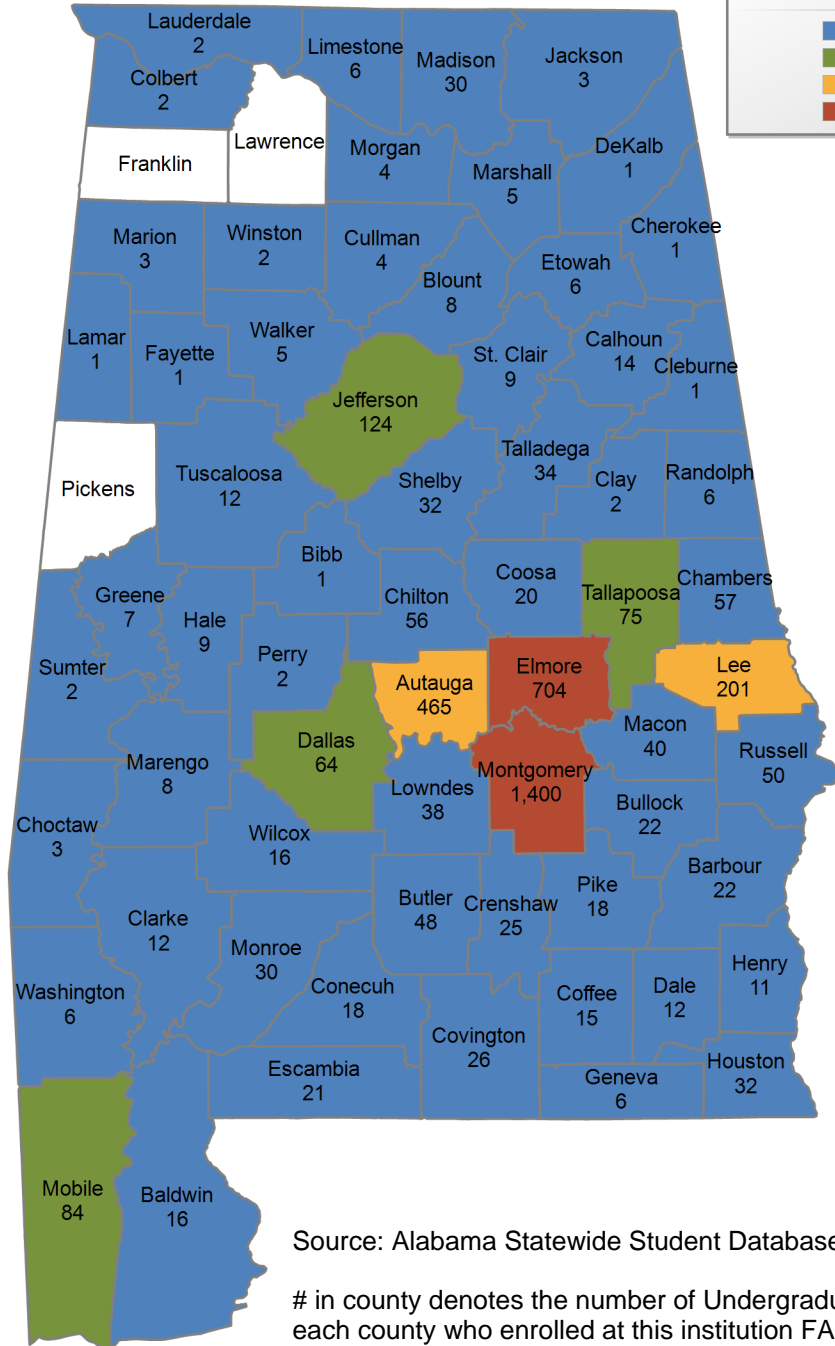 Lauderdale
2
Limestone
6
Madison
30
Jackson
3
Colbert
2
Lawrence
Franklin
Morgan
4
DeKalb
1
Marshall
5
Cherokee
1
Marion
3
Winston
2
Cullman
4
Etowah
6
Blount
8
Lamar
1
Fayette
1
Walker
5
St. Clair
9
Calhoun
14
Cleburne
1
Jefferson
124
Talladega
34
Pickens
Tuscaloosa
12
Shelby
32
Clay
2
Randolph
6
Bibb
1
Greene
7
Hale
9
Chilton
56
Coosa
20
Tallapoosa
75
Chambers
57
Sumter
2
Perry
2
Autauga
465
Elmore
704
Lee
201
Dallas
64
Macon
40
Marengo
8
Russell
50
Lowndes
38
Montgomery
1,400
Bullock
22
Choctaw
3
Wilcox
16
Barbour
22
Butler
48
Crenshaw
25
Pike
18
Clarke
12
Monroe
30
Conecuh
18
Henry
11
Washington
6
Coffee
15
Dale
12
Covington
26
Escambia
21
Geneva
6
Houston
32
Mobile
84
Baldwin
16
Source: Alabama Statewide Student Database
# in county denotes the number of Undergradu
each county who enrolled at this institution FA